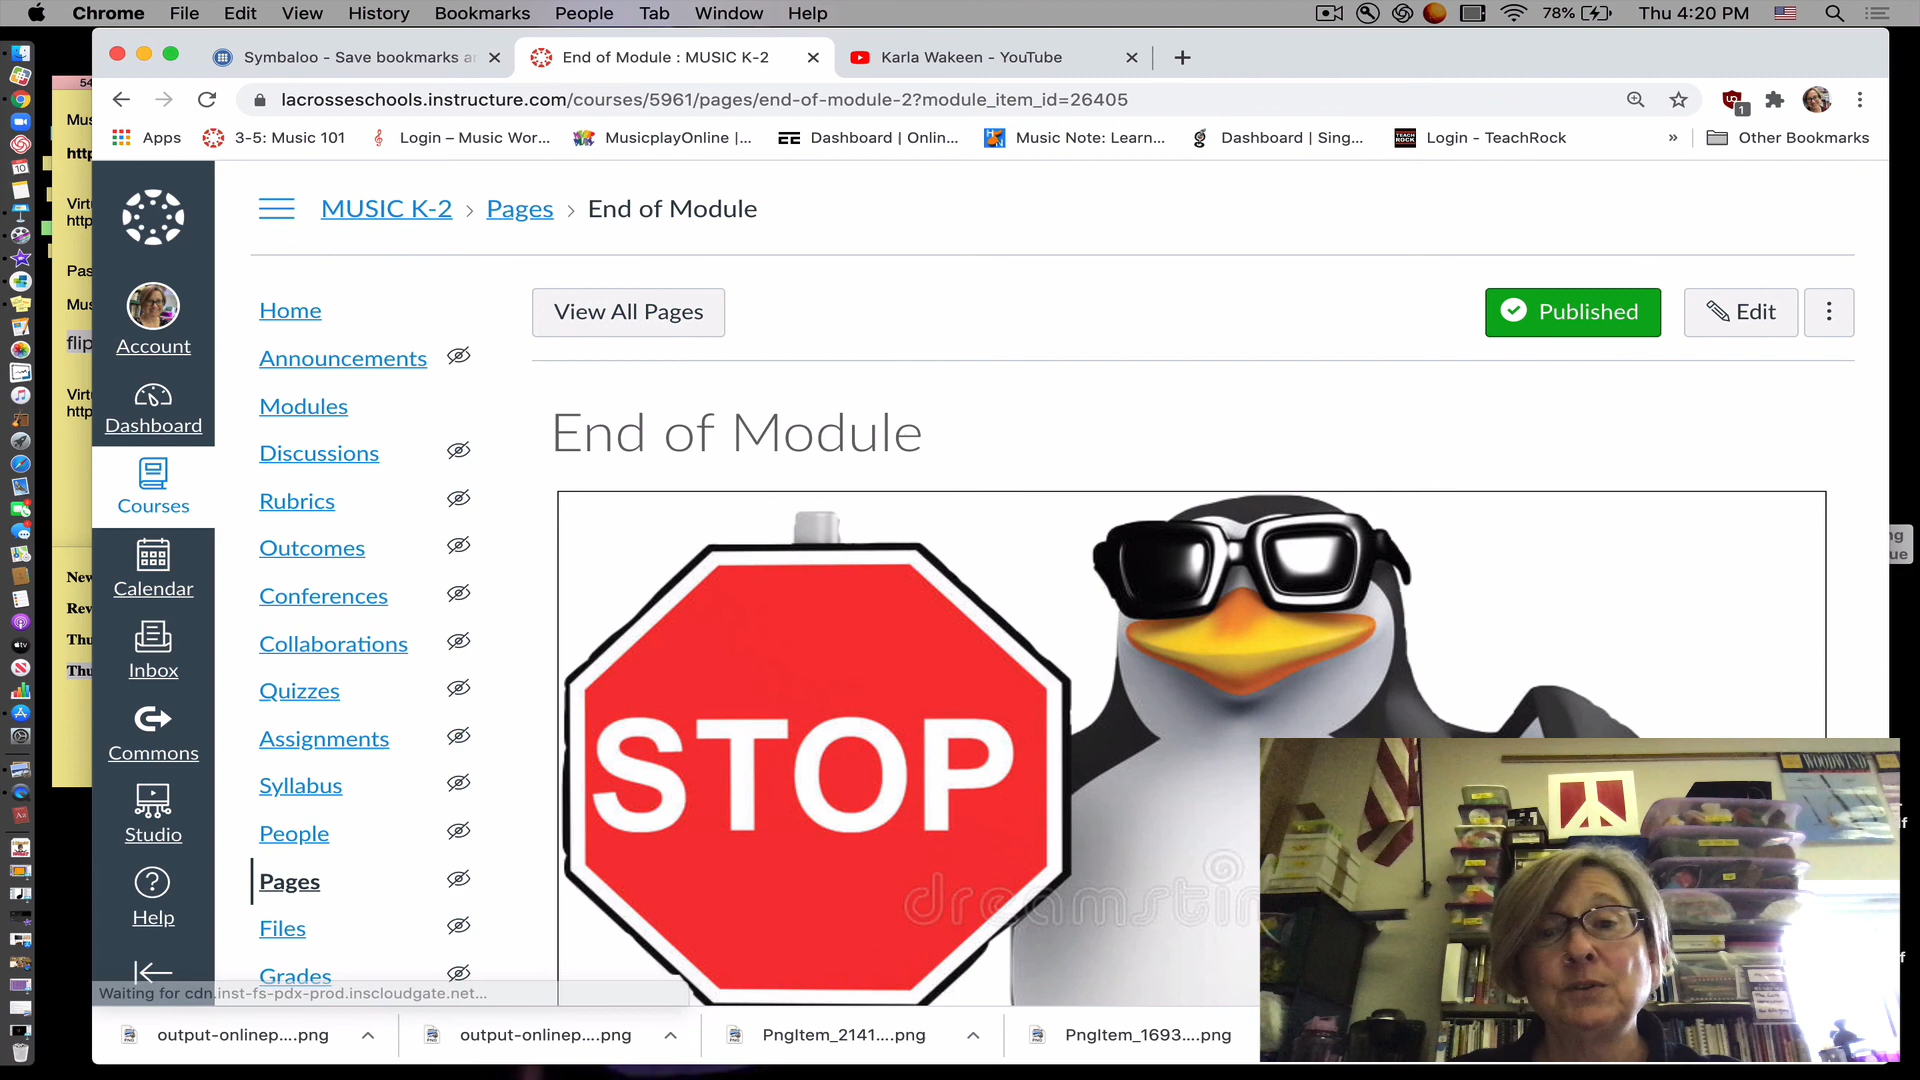 Chrome File Edit View History Bookmarks People Tab Window Help 78% Thu 4:20 PM
Symbaloo - Save bookmarks a
End of Module : MUSIC K-2
Karla Wakeen - YouTube
lacrosseschools.instructure.com/courses/5961/pages/end-of-module-2?module_item_id=26405
1
Apps 3-5: Music 101 Login – Music Wor... MusicplayOnline |... Dashboard | Onlin... Music Note: Learn... Dashboard | Sing... Login - TeachRock » Other Bookmarks
MUSIC K-2 › Pages › End of Module
Account
Dashboard
Courses
Calendar
Inbox
Commons
Studio
Help
Home
Announcements
Modules
Discussions
Rubrics
Outcomes
Conferences
Collaborations
Quizzes
Assignments
Syllabus
People
Pages
Files
Grades
View All Pages
Published
Edit
End of Module
STOP
dreamstin
WOODWIND
Waiting for cdn.inst-fs-pdx-prod.inscloudgate.net...
output-onlinep....png
output-onlinep....png
PngItem_2141....png
PngItem_1693....png